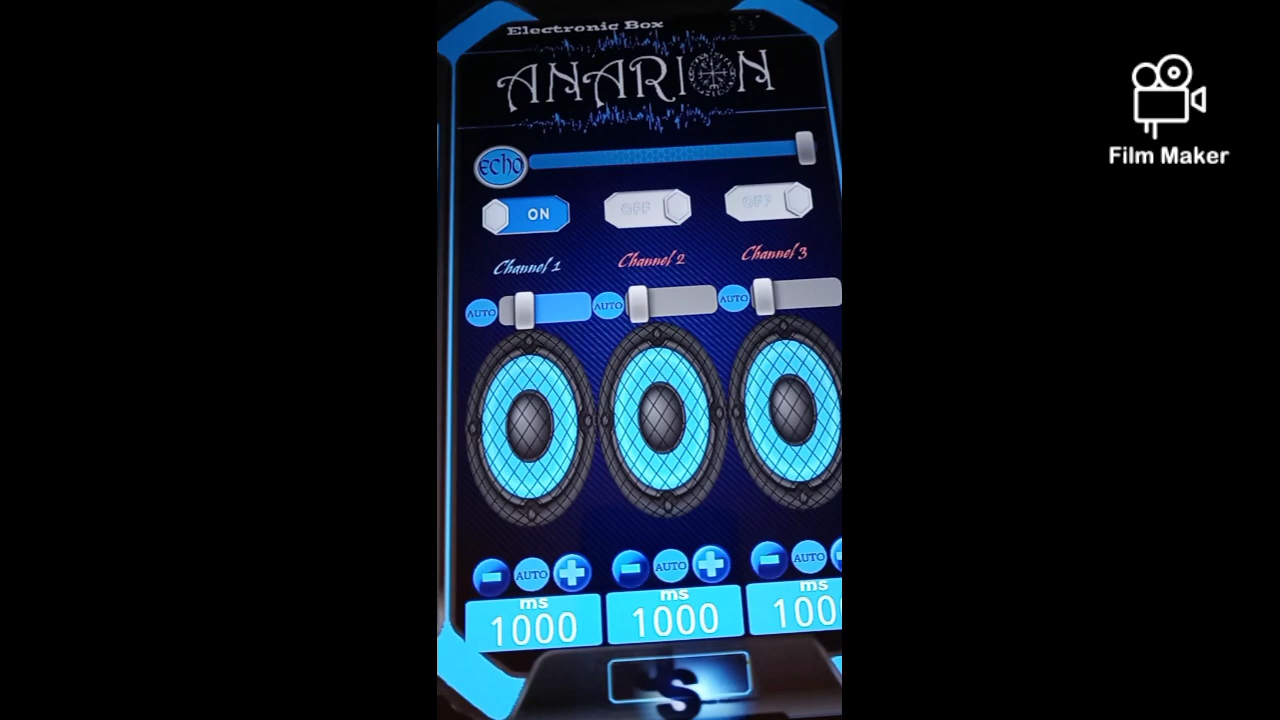 Electronic Box
ANARION
Film Maker
echo
ON OFF OFF
Channel 1 Channel 2 Channel 3
AUTO AUTO AUTO
- AUTO + - AUTO + - AUTO
ms ms ms
1000 1000 100
S